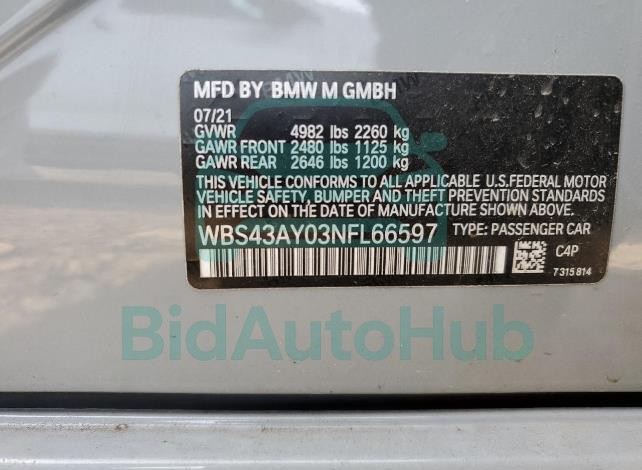 MFD BY BMW M GMBH
07/21
GVWR 4982 lbs 2260 kg
GAWR FRONT 2480 lbs 1125 kg
GAWR REAR 2646 lbs 1200 kg
THIS VEHICLE CONFORMS TO ALL APPLICABLE U.S.FEDERAL MOTOR
VEHICLE SAFETY, BUMPER AND THEFT PREVENTION STANDARDS
IN EFFECT ON THE DATE OF MANUFACTURE SHOWN ABOVE.
WBS43AY03NFL66597 TYPE: PASSENGER CAR
C4P
7315814
BidAutoHub